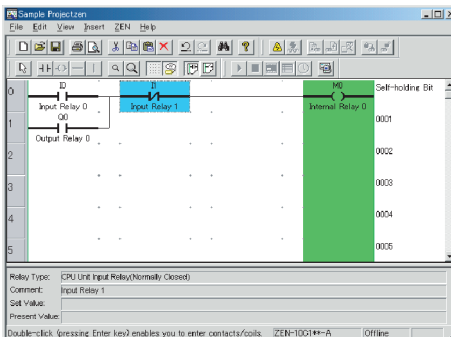 Sample Projectzen
File Edit View Insert ZEN Help
0 I0 I1 M0 Self-holding Bit
Input Relay 0 Input Relay 1 Internal Relay 0
1 Q0 0001
Output Relay 0
2 0002
3 0003
4 0004
5 0005
Relay Type: CPU Unit Input Relay(Normally Closed)
Comment: Input Relay 1
Set Value:
Present Value:
Double-click (pressing Enter key) enables you to enter contacts/coils. ZEN-10C1**-A Offline